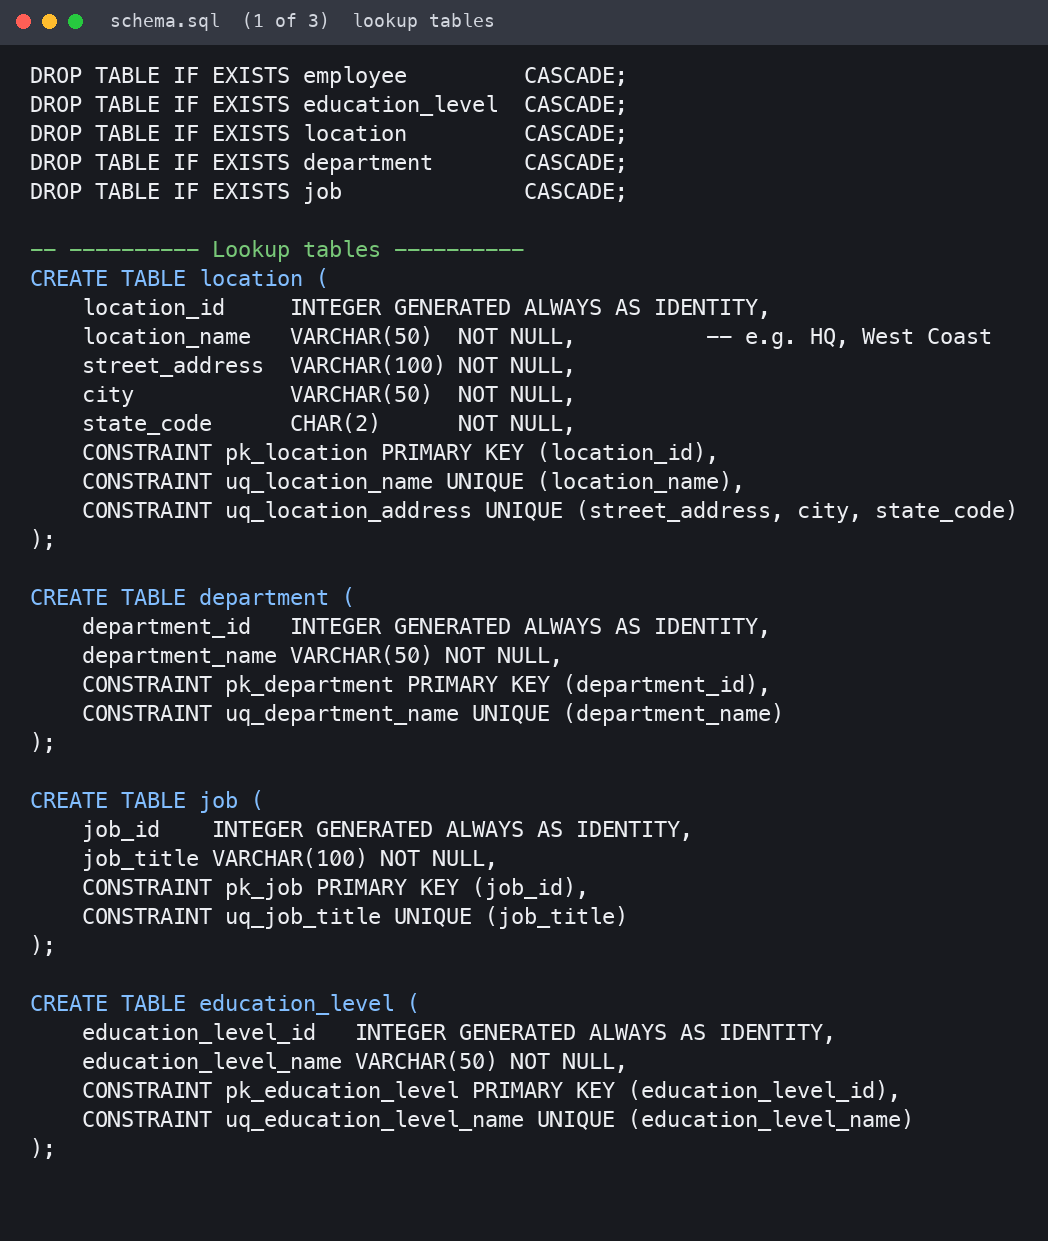 schema.sql  (1 of 3)  lookup tables
DROP TABLE IF EXISTS employee         CASCADE;
DROP TABLE IF EXISTS education_level  CASCADE;
DROP TABLE IF EXISTS location         CASCADE;
DROP TABLE IF EXISTS department       CASCADE;
DROP TABLE IF EXISTS job              CASCADE;

-- ---------- Lookup tables ----------
CREATE TABLE location (
    location_id     INTEGER GENERATED ALWAYS AS IDENTITY,
    location_name   VARCHAR(50)  NOT NULL,          -- e.g. HQ, West Coast
    street_address  VARCHAR(100) NOT NULL,
    city            VARCHAR(50)  NOT NULL,
    state_code      CHAR(2)      NOT NULL,
    CONSTRAINT pk_location PRIMARY KEY (location_id),
    CONSTRAINT uq_location_name UNIQUE (location_name),
    CONSTRAINT uq_location_address UNIQUE (street_address, city, state_code)
);

CREATE TABLE department (
    department_id   INTEGER GENERATED ALWAYS AS IDENTITY,
    department_name VARCHAR(50) NOT NULL,
    CONSTRAINT pk_department PRIMARY KEY (department_id),
    CONSTRAINT uq_department_name UNIQUE (department_name)
);

CREATE TABLE job (
    job_id    INTEGER GENERATED ALWAYS AS IDENTITY,
    job_title VARCHAR(100) NOT NULL,
    CONSTRAINT pk_job PRIMARY KEY (job_id),
    CONSTRAINT uq_job_title UNIQUE (job_title)
);

CREATE TABLE education_level (
    education_level_id   INTEGER GENERATED ALWAYS AS IDENTITY,
    education_level_name VARCHAR(50) NOT NULL,
    CONSTRAINT pk_education_level PRIMARY KEY (education_level_id),
    CONSTRAINT uq_education_level_name UNIQUE (education_level_name)
);